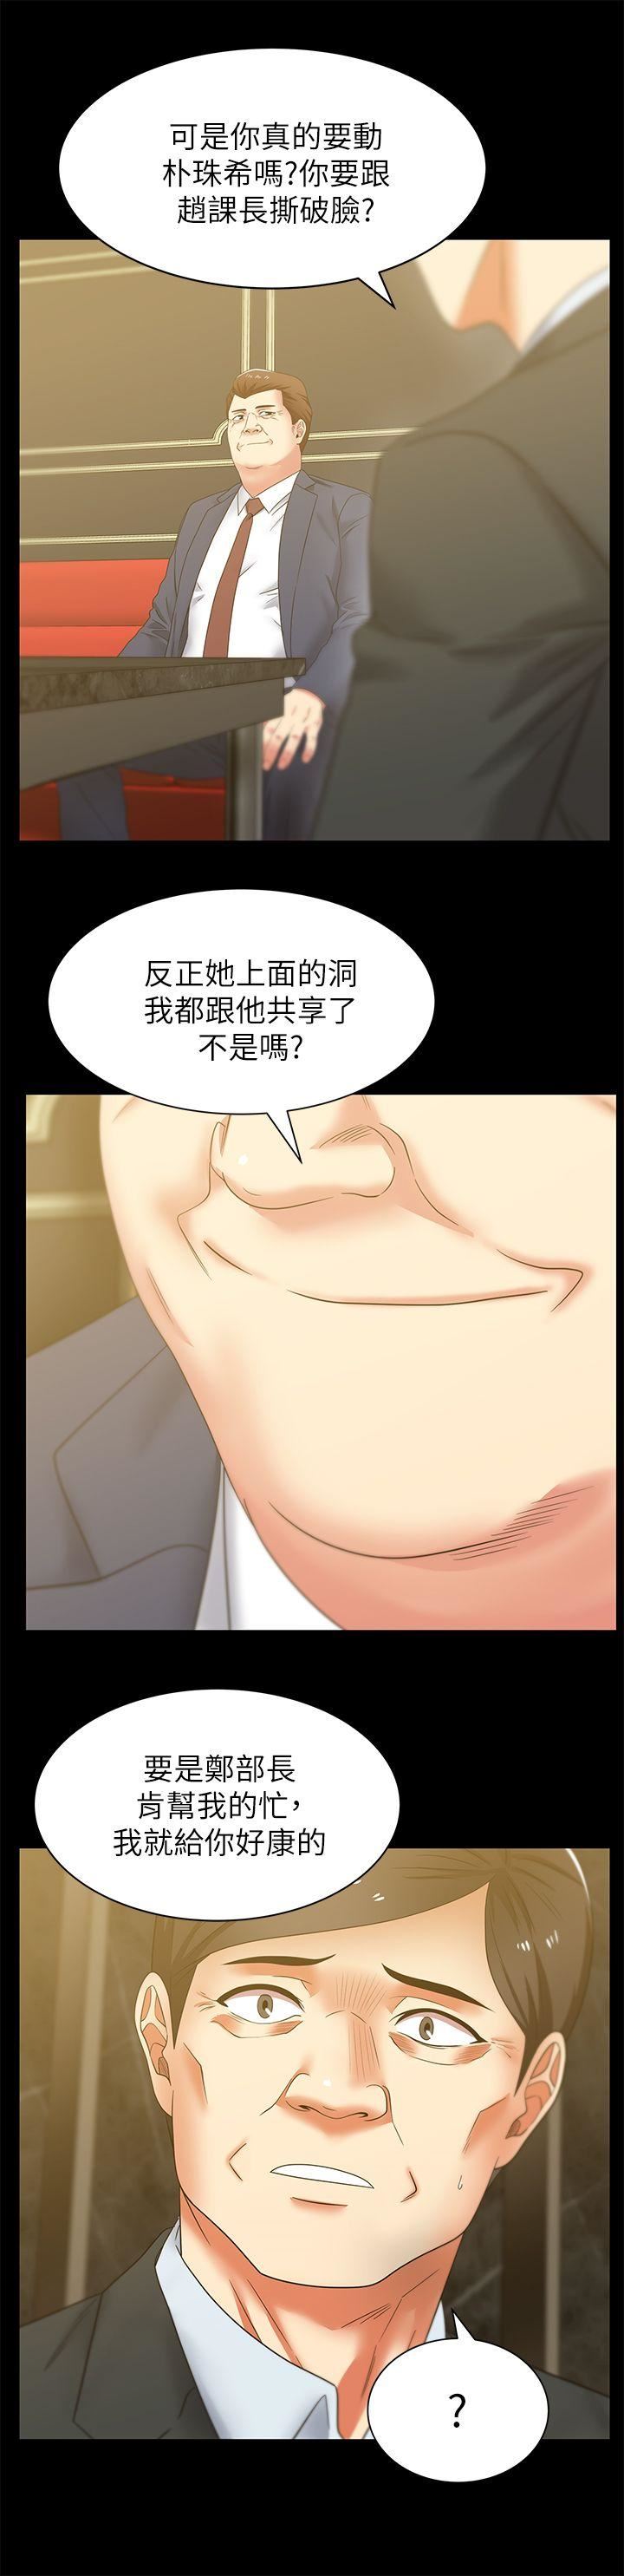 可是你真的要動
朴珠希嗎?你要跟
趙課長撕破臉?
反正她上面的洞
我都跟他共享了
不是嗎?
要是鄭部長
肯幫我的忙,
我就給你好康的
?